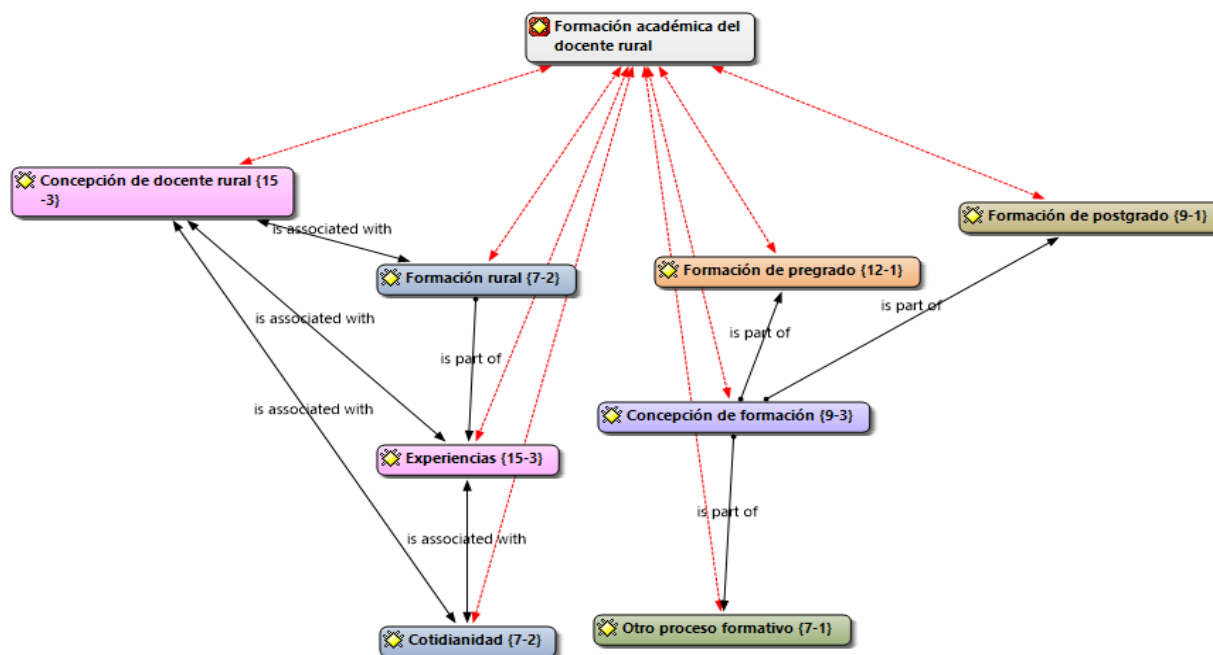 Formación académica del
docente rural
Concepción de docente rural {15
-3}
Formación de postgrado {9-1}
is associated with
Formación rural {7-2}
Formación de pregrado {12-1}
is part of
is associated with
is part of
is part of
is associated with
Concepción de formación {9-3}
Experiencias {15-3}
is part of
is associated with
Otro proceso formativo {7-1}
Cotidianidad {7-2}